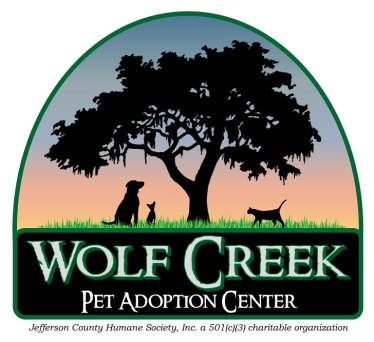 WOLF CREEK
PET ADOPTION CENTER
Jefferson County Humane Society, Inc. a 501(c)(3) charitable organization